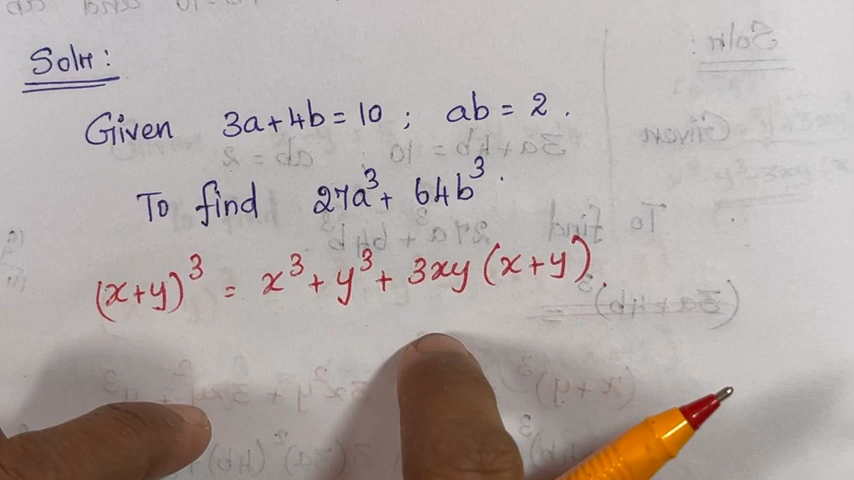 Soln:
Given 3a+4b=10; ab=2.
To find 27a³+64b³.
(x+y)³ = x³+y³+3xy(x+y).